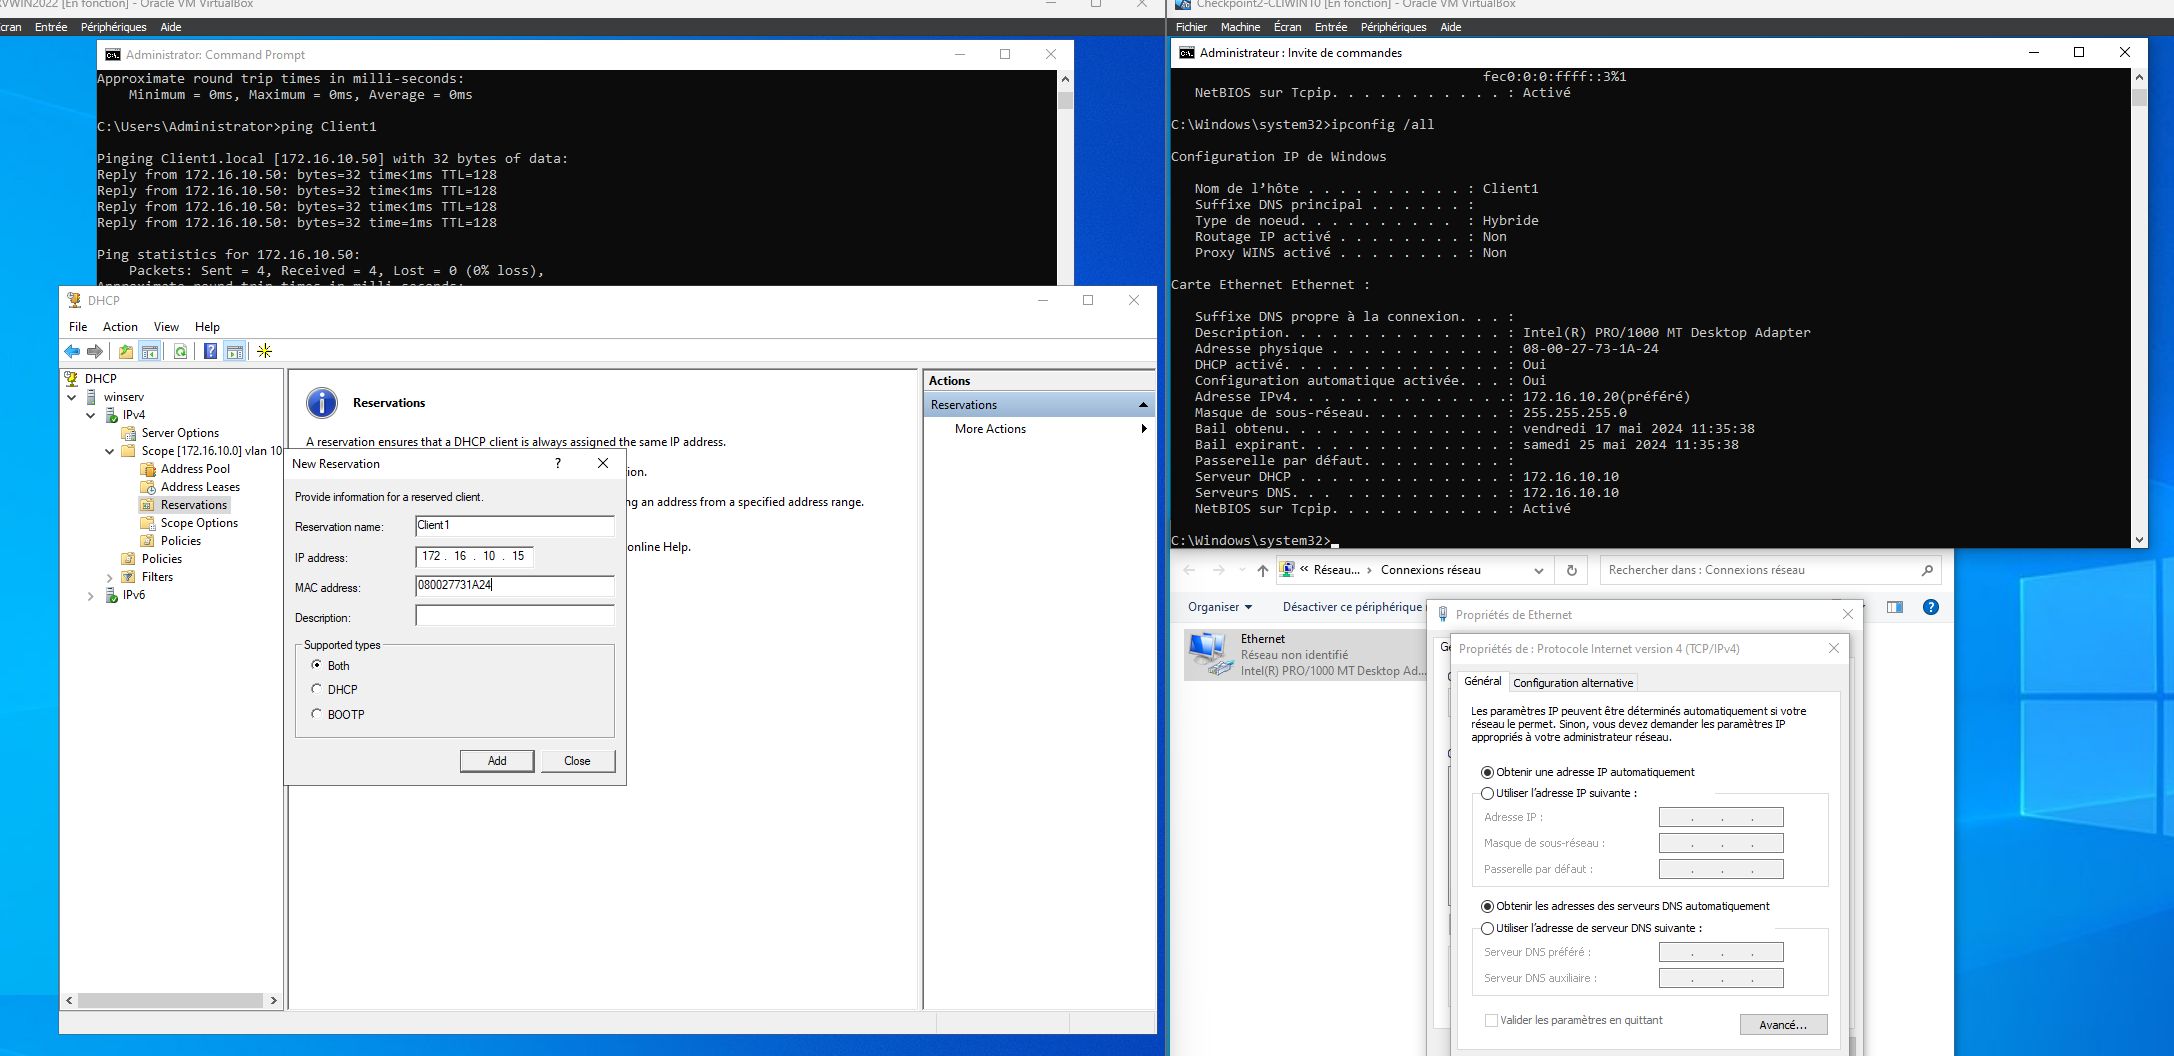 RVWIN2022 [En fonction] - Oracle VM VirtualBox
Écran Entrée Périphériques Aide
Administrator: Command Prompt
Approximate round trip times in milli-seconds:
Minimum = 0ms, Maximum = 0ms, Average = 0ms
C:\Users\Administrator>ping Client1
Pinging Client1.local [172.16.10.50] with 32 bytes of data:
Reply from 172.16.10.50: bytes=32 time<1ms TTL=128
Reply from 172.16.10.50: bytes=32 time<1ms TTL=128
Reply from 172.16.10.50: bytes=32 time<1ms TTL=128
Reply from 172.16.10.50: bytes=32 time=1ms TTL=128
Ping statistics for 172.16.10.50:
Packets: Sent = 4, Received = 4, Lost = 0 (0% loss),
Approximate round trip times in milli-seconds:
DHCP
File Action View Help
DHCP
winserv
IPv4
Server Options
Scope [172.16.10.0] vlan 10
Address Pool
Address Leases
Reservations
Scope Options
Policies
Policies
Filters
IPv6
Reservations
A reservation ensures that a DHCP client is always assigned the same IP address.
ion.
ng an address from a specified address range.
online Help.
Actions
Reservations
More Actions
New Reservation
?
Provide information for a reserved client.
Reservation name: Client1
IP address: 172 . 16 . 10 . 15
MAC address: 080027731A24
Description:
Supported types
Both
DHCP
BOOTP
Add Close
Checkpoint2-CLIWIN10 [En fonction] - Oracle VM VirtualBox
Fichier Machine Écran Entrée Périphériques Aide
Administrateur : Invite de commandes
fec0:0:0:ffff::3%1
NetBIOS sur Tcpip. . . . . . . . . . . : Activé
C:\Windows\system32>ipconfig /all
Configuration IP de Windows
Nom de l’hôte . . . . . . . . . . : Client1
Suffixe DNS principal . . . . . . :
Type de noeud. . . . . . . . . .  : Hybride
Routage IP activé . . . . . . . . : Non
Proxy WINS activé . . . . . . . . : Non
Carte Ethernet Ethernet :
Suffixe DNS propre à la connexion. . . :
Description. . . . . . . . . . . . . . : Intel(R) PRO/1000 MT Desktop Adapter
Adresse physique . . . . . . . . . . . : 08-00-27-73-1A-24
DHCP activé. . . . . . . . . . . . . . : Oui
Configuration automatique activée. . . : Oui
Adresse IPv4. . . . . . . . . . . . . .: 172.16.10.20(préféré)
Masque de sous-réseau. . . . . . . . . : 255.255.255.0
Bail obtenu. . . . . . . . . . . . . . : vendredi 17 mai 2024 11:35:38
Bail expirant. . . . . . . . . . . . . : samedi 25 mai 2024 11:35:38
Passerelle par défaut. . . . . . . . . :
Serveur DHCP . . . . . . . . . . . . . : 172.16.10.10
Serveurs DNS. . .  . . . . . . . . . . : 172.16.10.10
NetBIOS sur Tcpip. . . . . . . . . . . : Activé
C:\Windows\system32>
« Réseau... > Connexions réseau
Rechercher dans : Connexions réseau
Organiser Désactiver ce périphérique
Ethernet
Réseau non identifié
Intel(R) PRO/1000 MT Desktop Ad...
Propriétés de Ethernet
Propriétés de : Protocole Internet version 4 (TCP/IPv4)
Général Configuration alternative
Les paramètres IP peuvent être déterminés automatiquement si votre
réseau le permet. Sinon, vous devez demander les paramètres IP
appropriés à votre administrateur réseau.
Obtenir une adresse IP automatiquement
Utiliser l’adresse IP suivante :
Adresse IP :
Masque de sous-réseau :
Passerelle par défaut :
Obtenir les adresses des serveurs DNS automatiquement
Utiliser l’adresse de serveur DNS suivante :
Serveur DNS préféré :
Serveur DNS auxiliaire :
Valider les paramètres en quittant
Avancé...